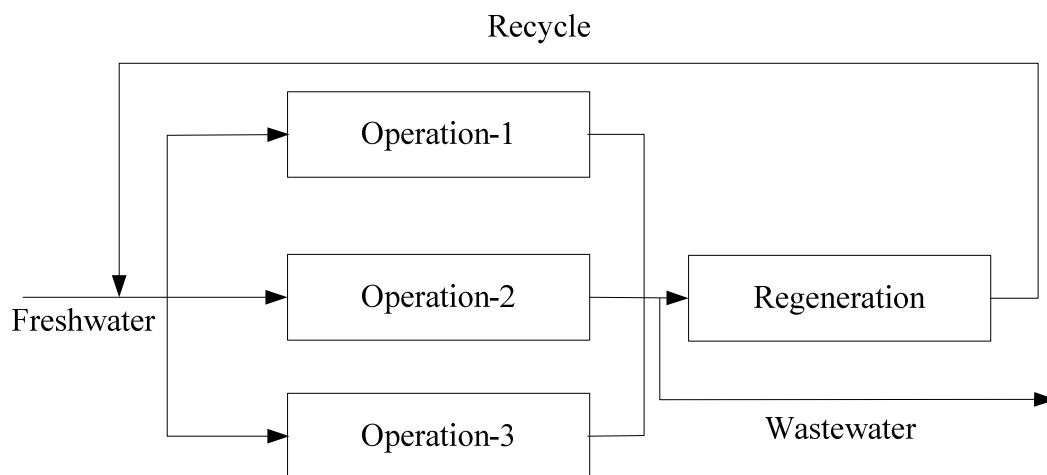 Recycle
Operation-1
Operation-2
Regeneration
Freshwater
Operation-3
Wastewater